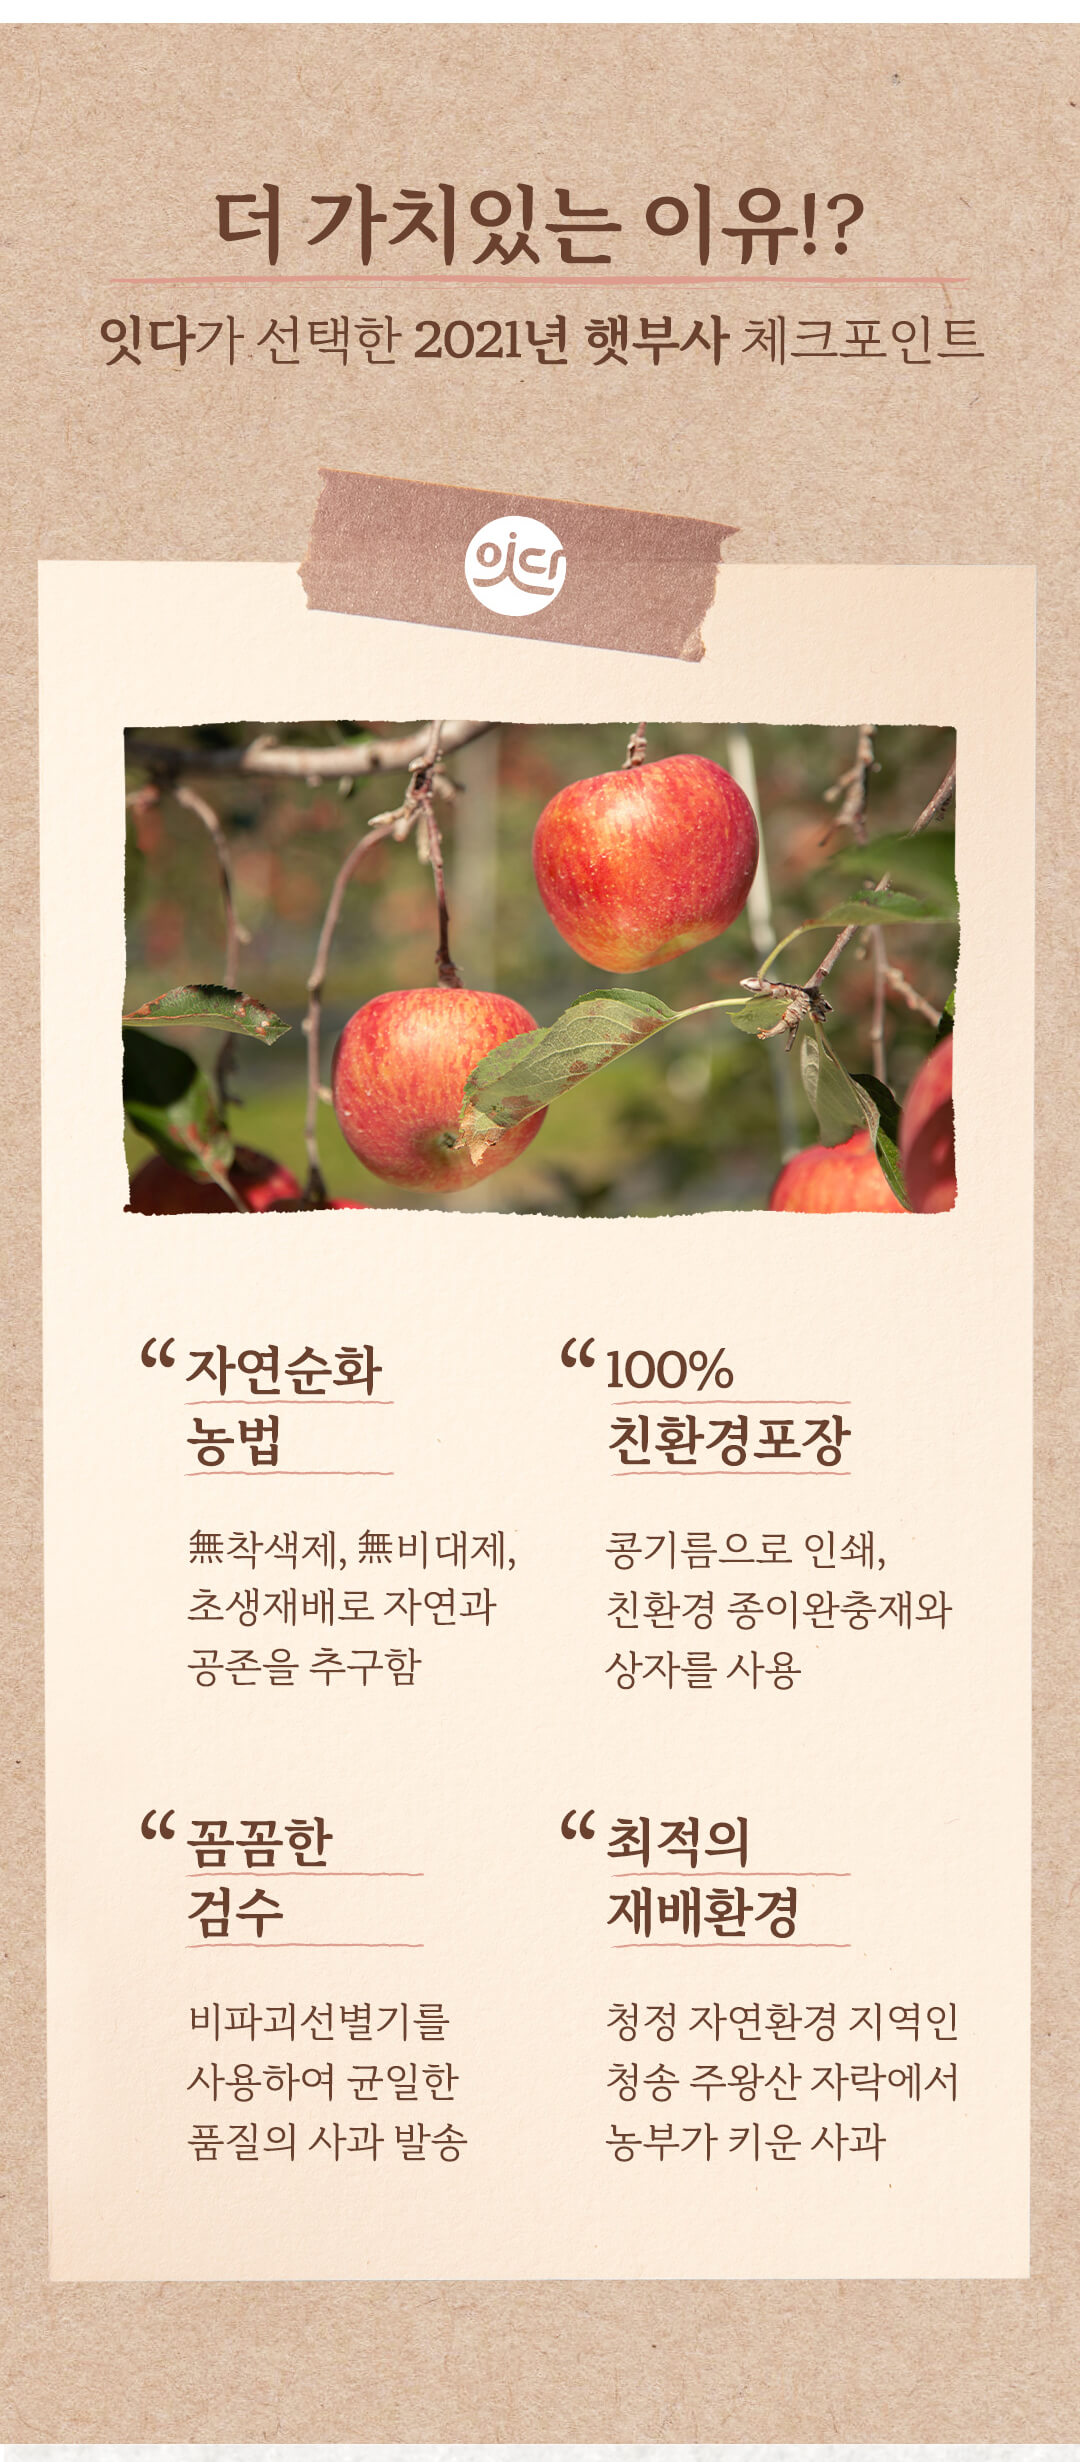 더 가치있는 이유!?
잇다가 선택한 2021년 햇부사 체크포인트
잇다
“자연순화
농법
無착색제, 無비대제,
초생재배로 자연과
공존을 추구함
“100%
친환경포장
콩기름으로 인쇄,
친환경 종이완충재와
상자를 사용
“꼼꼼한
검수
비파괴선별기를
사용하여 균일한
품질의 사과 발송
“최적의
재배환경
청정 자연환경 지역인
청송 주왕산 자락에서
농부가 키운 사과